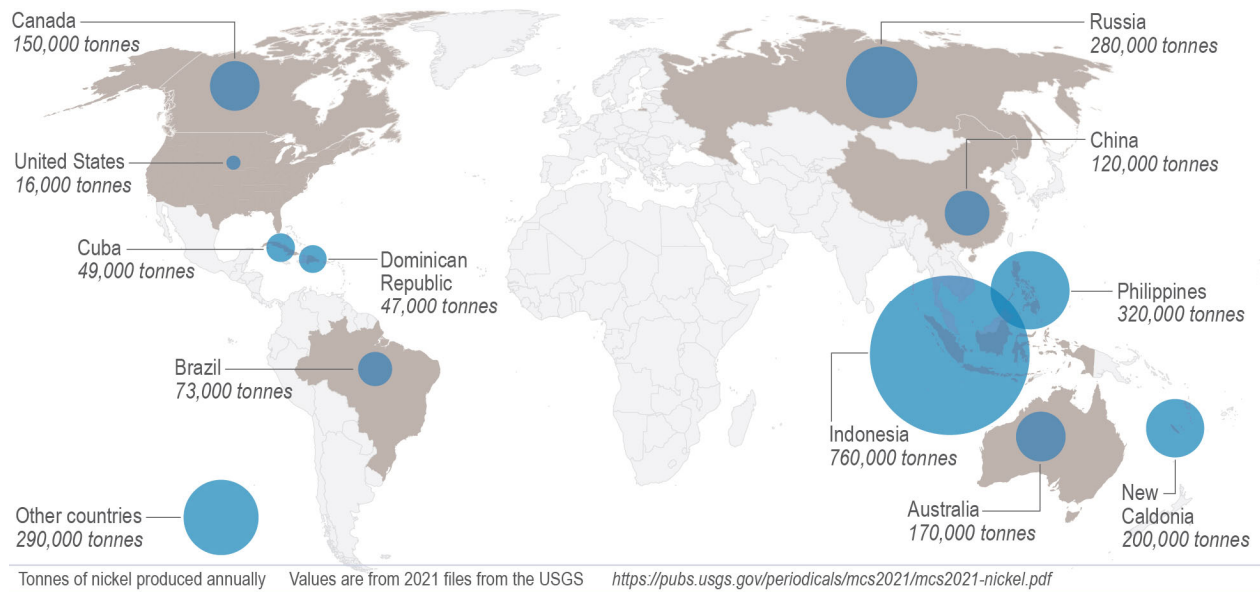 Canada
150,000 tonnes
Russia
280,000 tonnes
United States
16,000 tonnes
China
120,000 tonnes
Cuba
49,000 tonnes
Dominican
Republic
47,000 tonnes
Philippines
320,000 tonnes
Brazil
73,000 tonnes
Indonesia
760,000 tonnes
Other countries
290,000 tonnes
Australia
170,000 tonnes
New
Caldonia
200,000 tonnes
Tonnes of nickel produced annually Values are from 2021 files from the USGS https://pubs.usgs.gov/periodicals/mcs2021/mcs2021-nickel.pdf